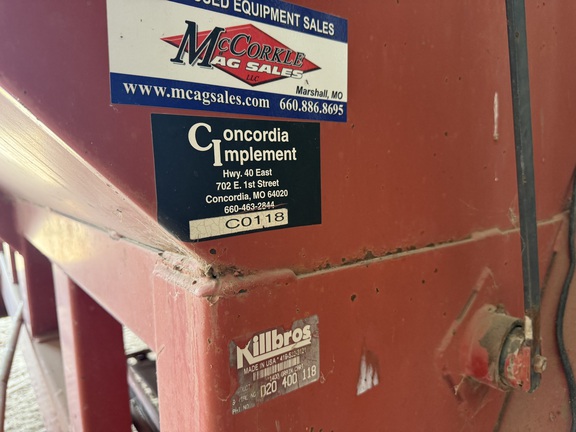 USED EQUIPMENT SALES
McCorkle
Ag Sales
LLC
Marshall, MO
www.mcagsales.com 660.886.8695
Concordia
Implement
Hwy. 40 East
702 E. 1st Street
Concordia, MO 64020
660-463-2844
C0118
Killbros
MADE IN USA
D20 400 118